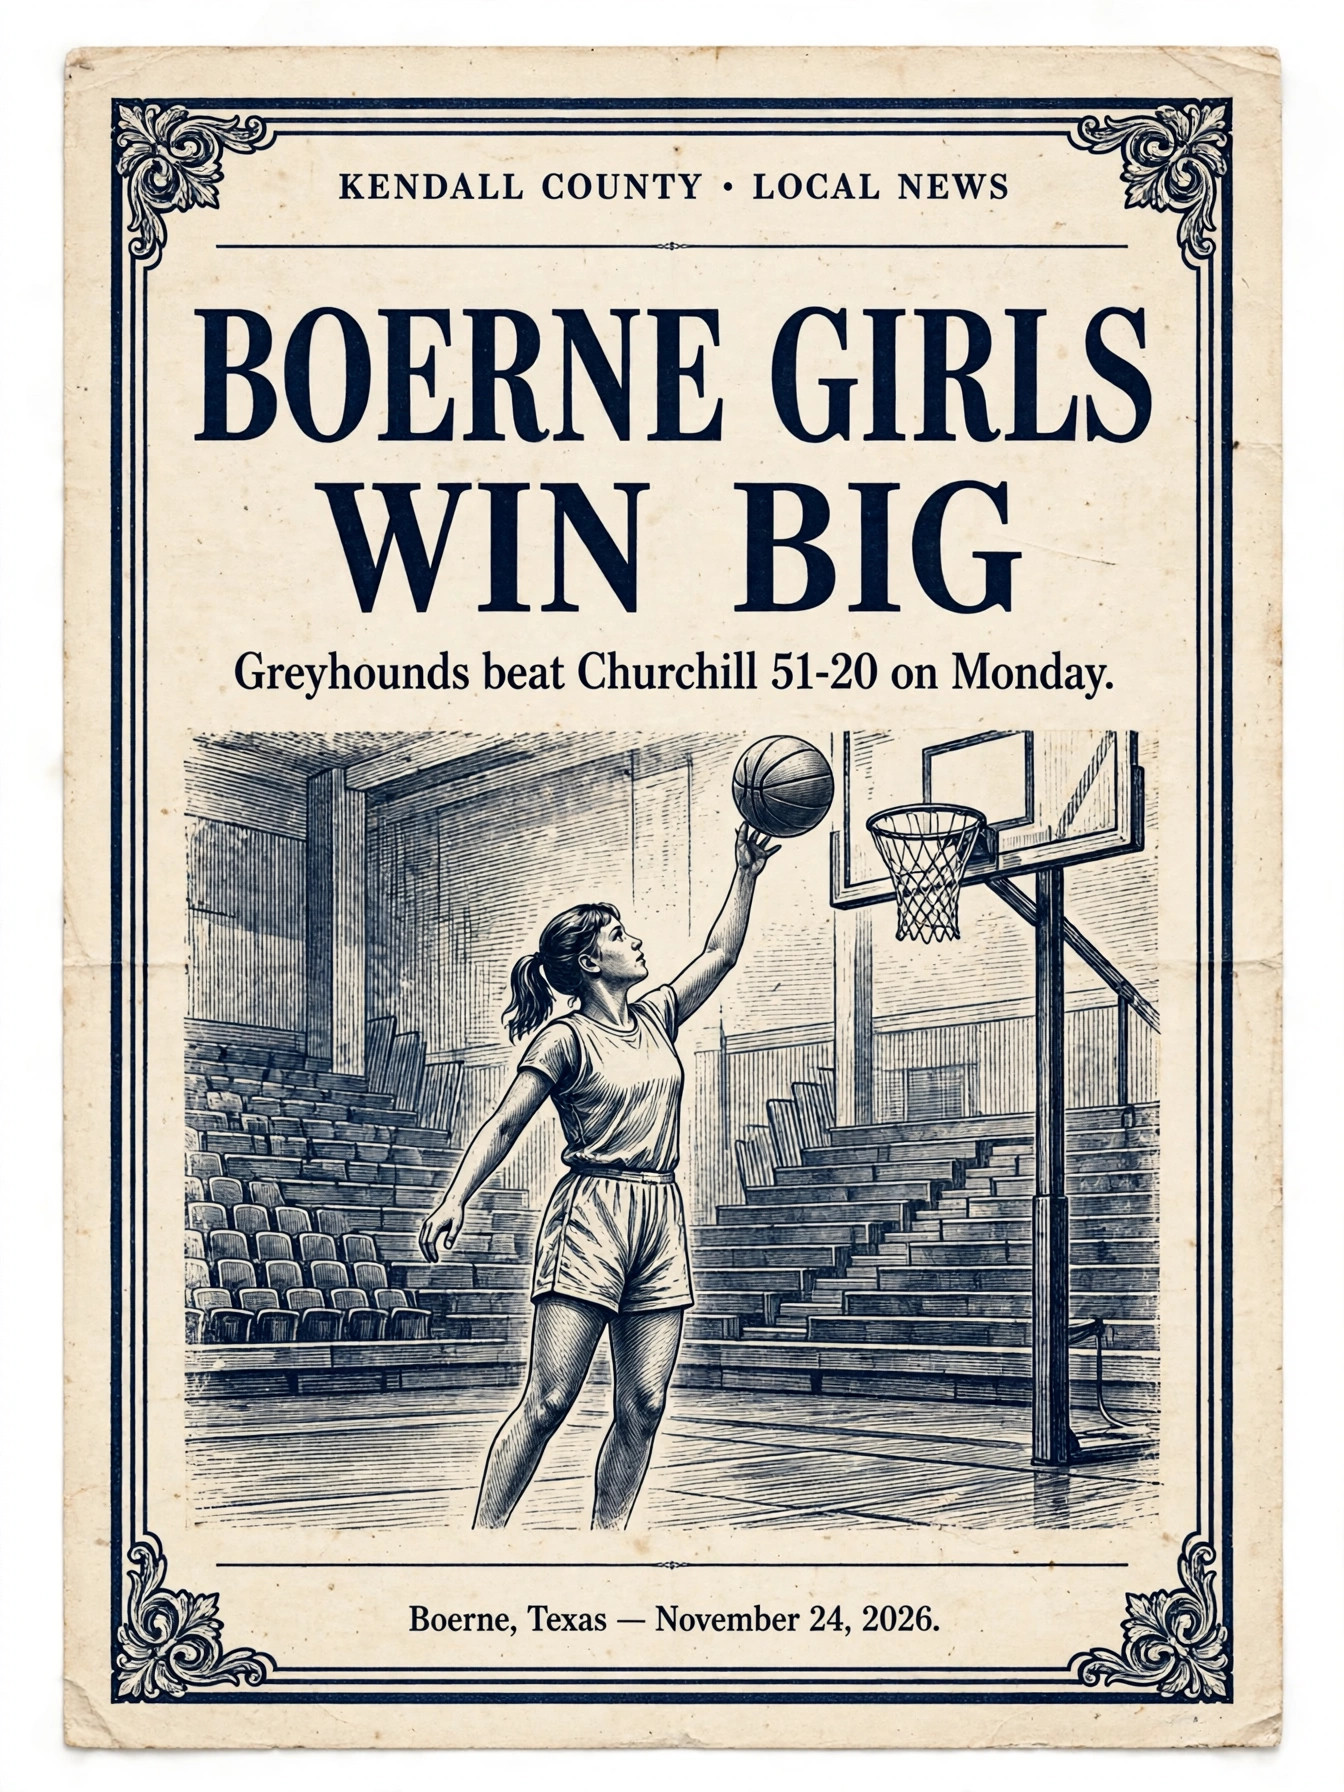 KENDALL COUNTY • LOCAL NEWS
BOERNE GIRLS
WIN BIG
Greyhounds beat Churchill 51-20 on Monday.
Boerne, Texas — November 24, 2026.